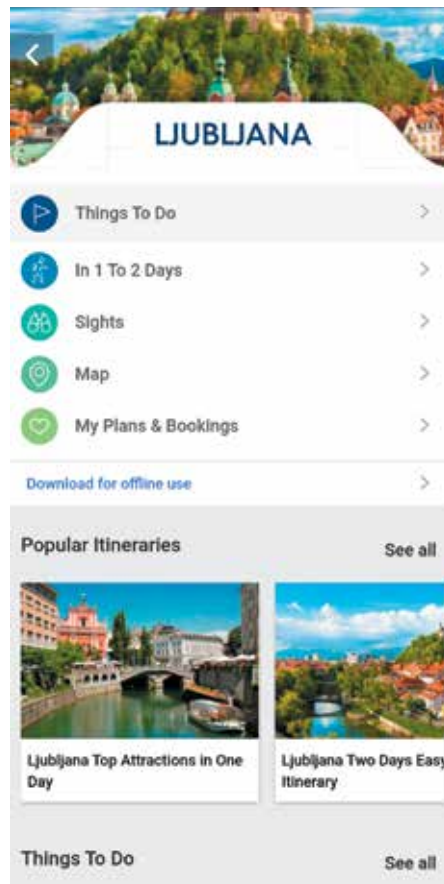 LJUBLJANA
Things To Do
In 1 To 2 Days
Sights
Map
My Plans & Bookings
Download for offline use
Popular Itineraries
See all
Ljubljana Top Attractions in One
Day
Ljubljana Two Days Easy
Itinerary
Things To Do
See all